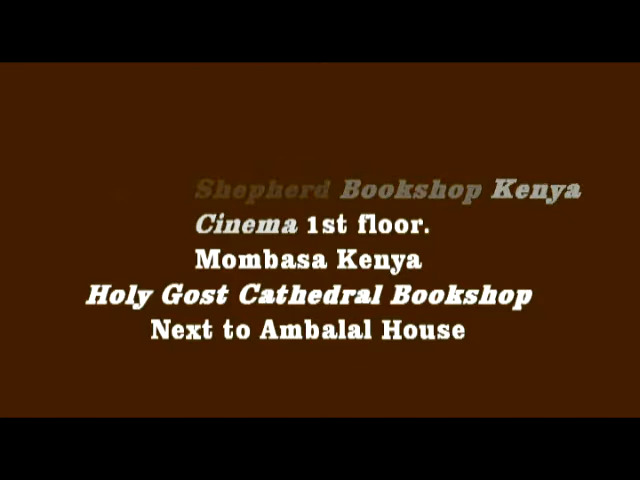 Shepherd Bookshop Kenya
Cinema 1st floor.
Mombasa Kenya
Holy Gost Cathedral Bookshop
Next to Ambalal House